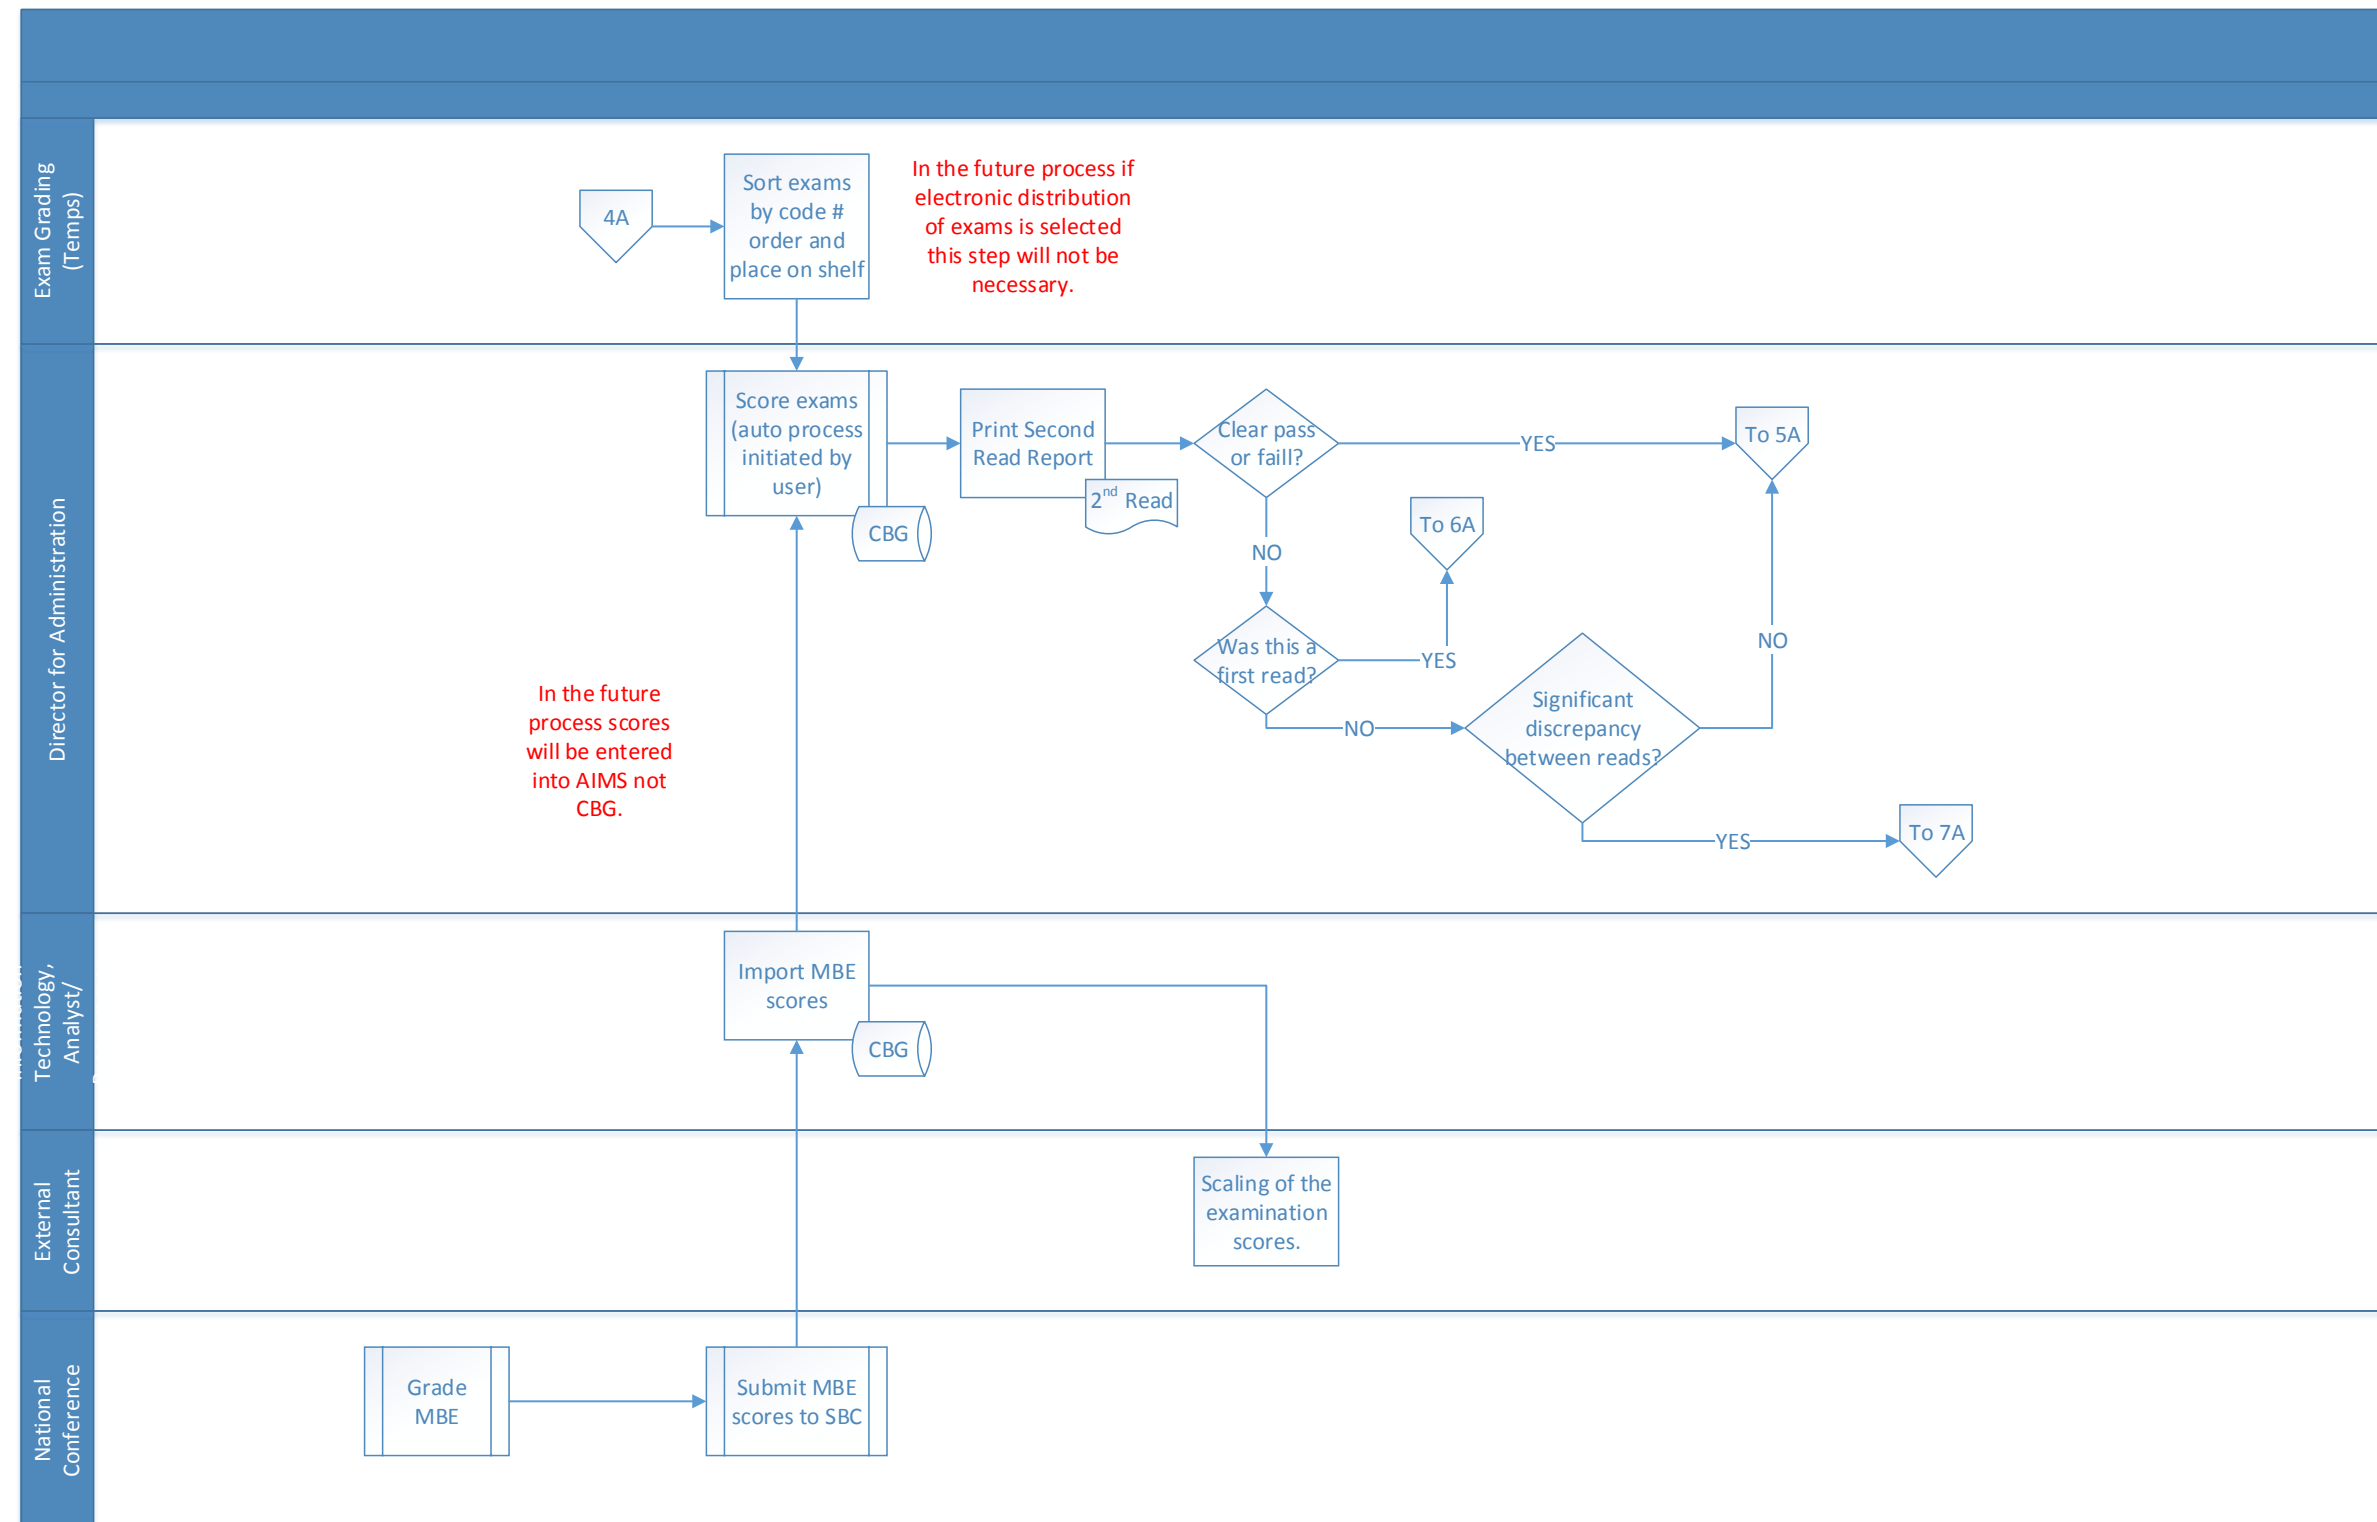 Exam Grading
(Temps)
4A
Sort exams
by code #
order and
place on shelf
In the future process if
electronic distribution
of exams is selected
this step will not be
necessary.
Director for Administration
Score exams
(auto process
initiated by
user)
CBG
Print Second
Read Report
2nd Read
Clear pass
or faill?
YES
To 5A
NO
To 6A
Was this a
first read?
YES
NO
Significant
discrepancy
between reads?
NO
YES
To 7A
In the future
process scores
will be entered
into AIMS not
CBG.
Technology,
Analyst/
Import MBE
scores
CBG
External
Consultant
Scaling of the
examination
scores.
National
Conference
Grade
MBE
Submit MBE
scores to SBC